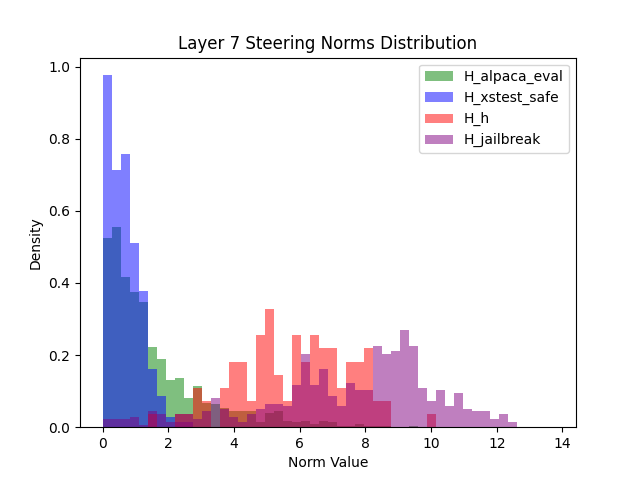 Layer 7 Steering Norms Distribution
H_alpaca_eval
H_xstest_safe
H_h
H_jailbreak
1.0
0.8
0.6
0.4
0.2
0.0
Density
0
2
4
6
8
10
12
14
Norm Value